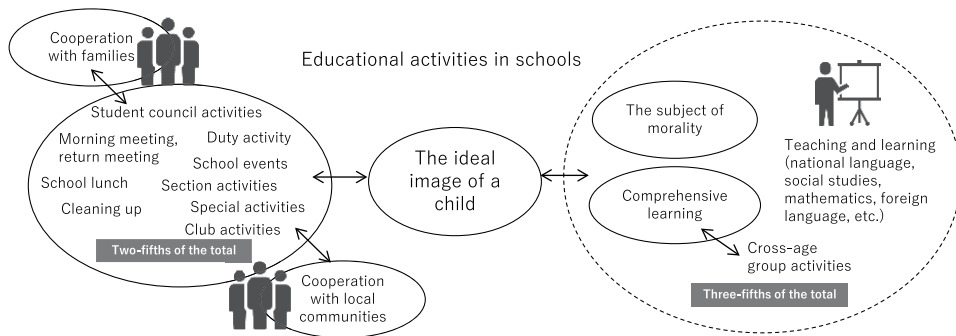 Cooperation
with families
Educational activities in schools
Student council activities
Morning meeting,
return meeting
Duty activity
School events
School lunch
Section activities
Cleaning up
Special activities
Club activities
Two-fifths of the total
Cooperation
with local
communities
The ideal
image of a
child
The subject of
morality
Comprehensive
learning
Teaching and learning
(national language,
social studies,
mathematics, foreign
language, etc.)
Cross-age
group activities
Three-fifths of the total